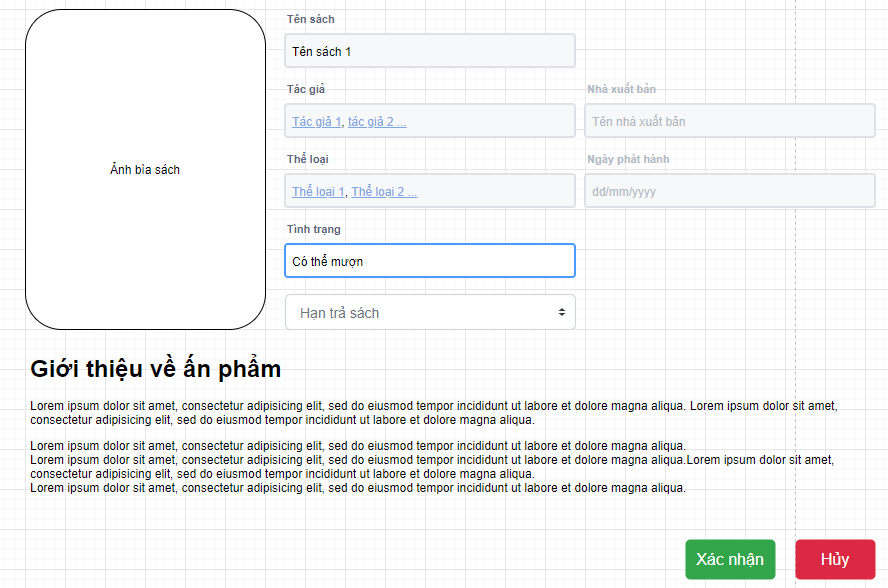 Tên sách
Tên sách 1
Tác giả
Nhà xuất bản
Tác giả 1, tác giả 2 ...
Tên nhà xuất bản
Ảnh bìa sách
Thể loại
Ngày phát hành
Thể loại 1, Thể loại 2 ...
dd/mm/yyyy
Tình trạng
Có thể mượn
Hạn trả sách
Giới thiệu về ấn phẩm
Lorem ipsum dolor sit amet, consectetur adipisicing elit, sed do eiusmod tempor incididunt ut labore et dolore magna aliqua. Lorem ipsum dolor sit amet,
consectetur adipisicing elit, sed do eiusmod tempor incididunt ut labore et dolore magna aliqua.
Lorem ipsum dolor sit amet, consectetur adipisicing elit, sed do eiusmod tempor incididunt ut labore et dolore magna aliqua.
Lorem ipsum dolor sit amet, consectetur adipisicing elit, sed do eiusmod tempor incididunt ut labore et dolore magna aliqua.Lorem ipsum dolor sit amet,
consectetur adipisicing elit, sed do eiusmod tempor incididunt ut labore et dolore magna aliqua.
Lorem ipsum dolor sit amet, consectetur adipisicing elit, sed do eiusmod tempor incididunt ut labore et dolore magna aliqua.
Xác nhận
Hủy